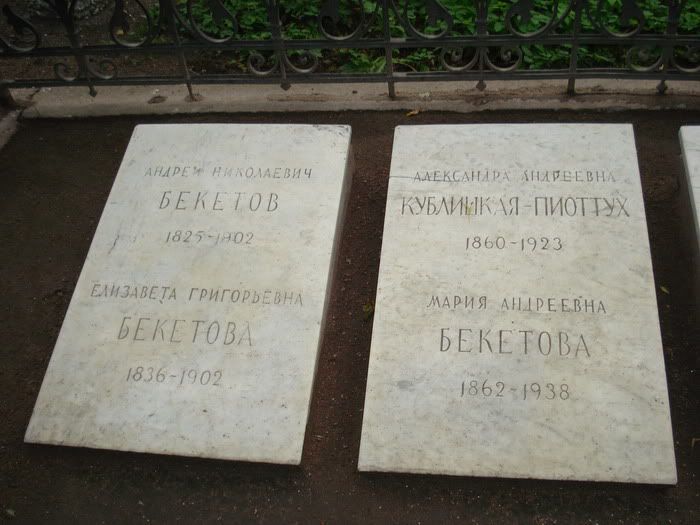 АНДРЕЙ НИКОЛАЕВИЧ
БЕКЕТОВ
1825-1902
ЕЛИЗАВЕТА ГРИГОРЬЕВНА
БЕКЕТОВА
1836-1902
АЛЕКСАНДРА АНДРЕЕВНА
КУБЛИЦКАЯ-ПИОТТУХ
1860-1923
МАРИЯ АНДРЕЕВНА
БЕКЕТОВА
1862-1938